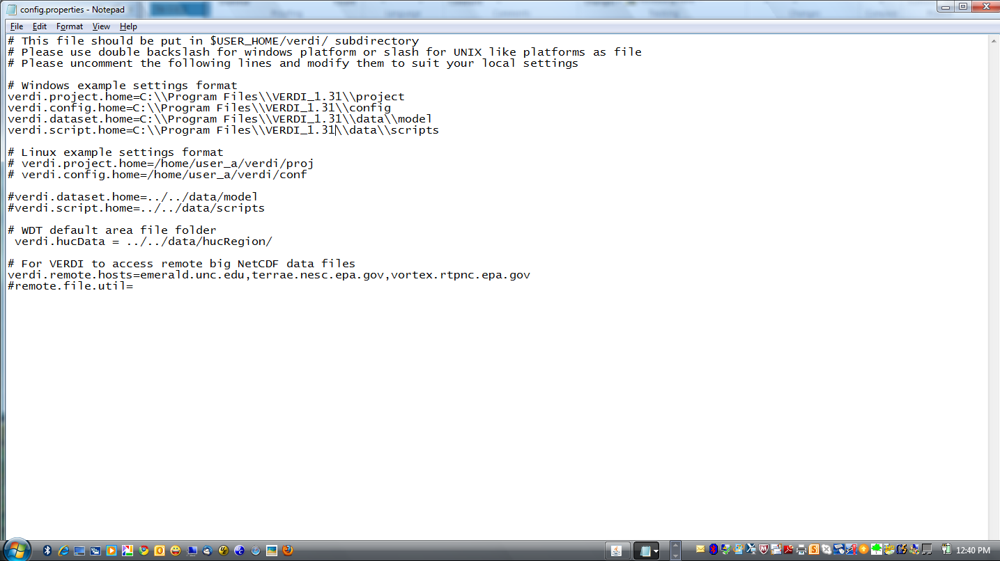 config.properties - Notepad
File Edit Format View Help
# This file should be put in $USER_HOME/verdi/ subdirectory
# Please use double backslash for windows platform or slash for UNIX like platforms as file
# Please uncomment the following lines and modify them to suit your local settings
# Windows example settings format
verdi.project.home=C:\\Program Files\\VERDI_1.31\\project
verdi.config.home=C:\\Program Files\\VERDI_1.31\\config
verdi.dataset.home=C:\\Program Files\\VERDI_1.31\\data\\model
verdi.script.home=C:\\Program Files\\VERDI_1.31\\data\\scripts
# Linux example settings format
# verdi.project.home=/home/user_a/verdi/proj
# verdi.config.home=/home/user_a/verdi/conf
#verdi.dataset.home=../../data/model
#verdi.script.home=../../data/scripts
# WDT default area file folder
verdi.hucData = ../../data/hucRegion/
# For VERDI to access remote big NetCDF data files
verdi.remote.hosts=emerald.unc.edu,terrae.nesc.epa.gov,vortex.rtpnc.epa.gov
#remote.file.util=
12:40 PM